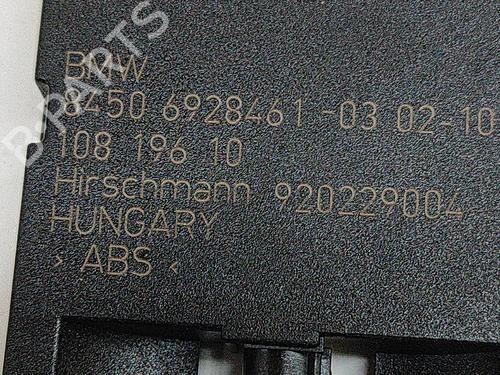 B-PARTS
BMW
8450 6928461-03 02-10
108 196 10
Hirschmann 920229004
HUNGARY
> ABS <